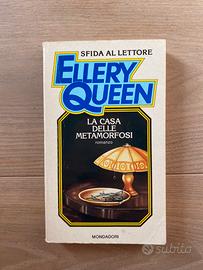 SFIDA AL LETTORE
ELLERY
QUEEN
LA CASA
DELLE
METAMORFOSI
romanzo
MONDADORI
subito